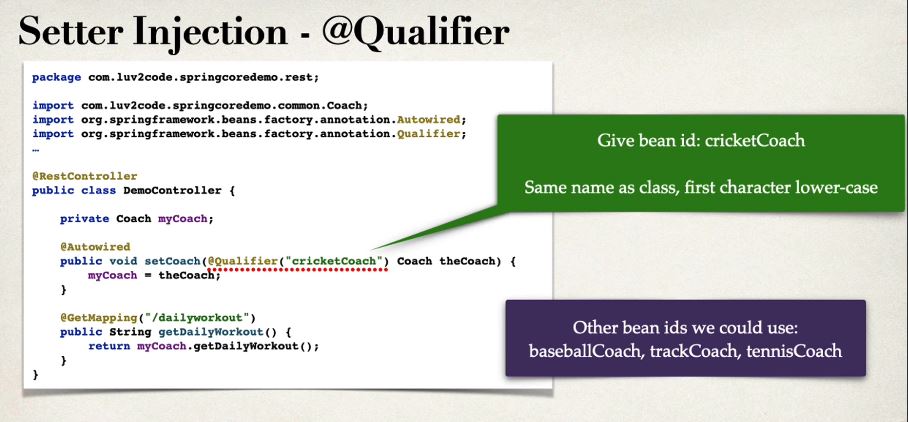 Setter Injection - @Qualifier
package com.luv2code.springcoredemo.rest;
import com.luv2code.springcoredemo.common.Coach;
import org.springframework.beans.factory.annotation.Autowired;
import org.springframework.beans.factory.annotation.Qualifier;
…
@RestController
public class DemoController {
private Coach myCoach;
@Autowired
public void setCoach(@Qualifier("cricketCoach") Coach theCoach) {
myCoach = theCoach;
}
@GetMapping("/dailyworkout")
public String getDailyWorkout() {
return myCoach.getDailyWorkout();
}
}
Give bean id: cricketCoach
Same name as class, first character lower-case
Other bean ids we could use:
baseballCoach, trackCoach, tennisCoach